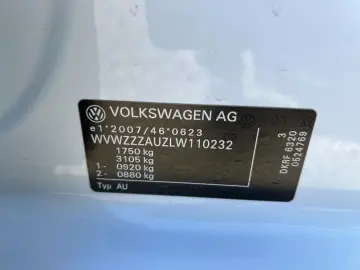 VOLKSWAGEN AG
e1*2007/46*0623
WVWZZZAUZLW110232
1750 kg
3105 kg
1- 0920 kg
2- 0880 kg
Typ AU
3
DKRF 6320
0624769